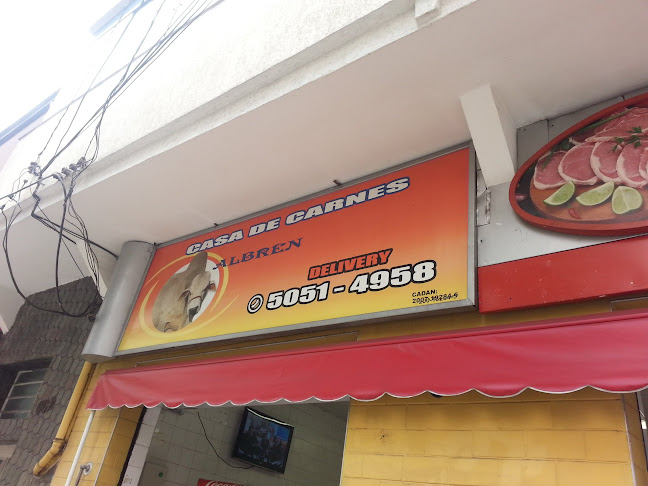 CASA DE CARNES
ALBREN
DELIVERY
5051-4958
CADAN: